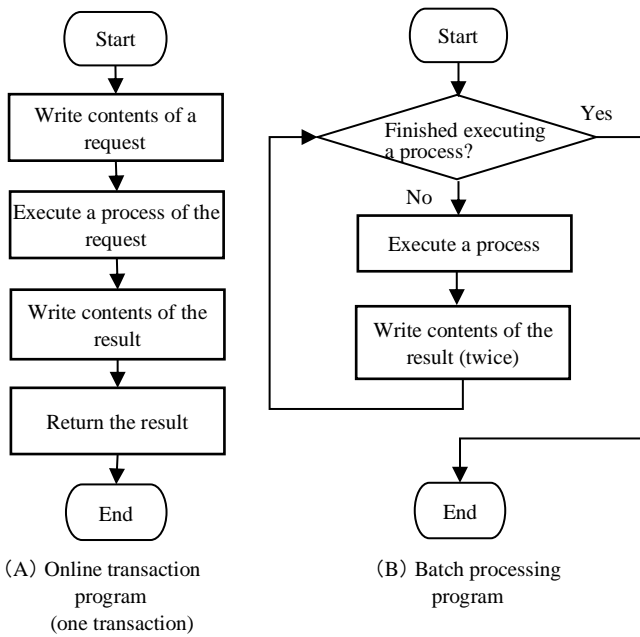 Start
Write contents of a
request
Execute a process of the
request
Write contents of the
result
Return the result
End
(A) Online transaction
program
(one transaction)
Start
Finished executing
a process?
Yes
No
Execute a process
Write contents of the
result (twice)
End
(B) Batch processing
program